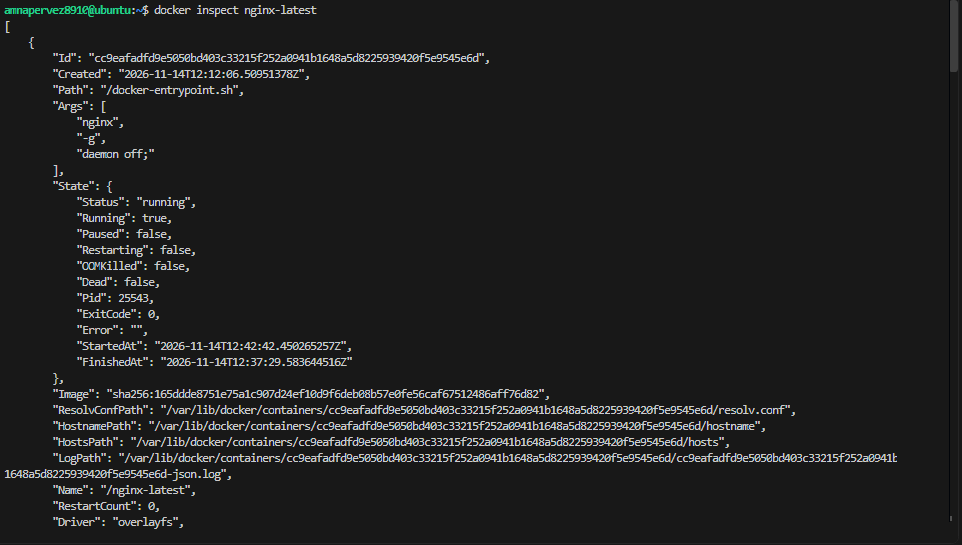 amnapervez8910@ubuntu:~$ docker inspect nginx-latest
[
    {
        "Id": "cc9eafadfd9e5050bd403c33215f252a0941b1648a5d8225939420f5e9545e6d",
        "Created": "2026-11-14T12:12:06.50951378Z",
        "Path": "/docker-entrypoint.sh",
        "Args": [
            "nginx",
            "-g",
            "daemon off;"
        ],
        "State": {
            "Status": "running",
            "Running": true,
            "Paused": false,
            "Restarting": false,
            "OOMKilled": false,
            "Dead": false,
            "Pid": 25543,
            "ExitCode": 0,
            "Error": "",
            "StartedAt": "2026-11-14T12:42:42.450265257Z",
            "FinishedAt": "2026-11-14T12:37:29.583644516Z"
        },
        "Image": "sha256:165ddde8751e75a1c907d24ef10d9f6deb08b57e0fe56caf67512486aff76d82",
        "ResolvConfPath": "/var/lib/docker/containers/cc9eafadfd9e5050bd403c33215f252a0941b1648a5d8225939420f5e9545e6d/resolv.conf",
        "HostnamePath": "/var/lib/docker/containers/cc9eafadfd9e5050bd403c33215f252a0941b1648a5d8225939420f5e9545e6d/hostname",
        "HostsPath": "/var/lib/docker/containers/cc9eafadfd9e5050bd403c33215f252a0941b1648a5d8225939420f5e9545e6d/hosts",
        "LogPath": "/var/lib/docker/containers/cc9eafadfd9e5050bd403c33215f252a0941b1648a5d8225939420f5e9545e6d/cc9eafadfd9e5050bd403c33215f252a0941b
1648a5d8225939420f5e9545e6d-json.log",
        "Name": "/nginx-latest",
        "RestartCount": 0,
        "Driver": "overlayfs",